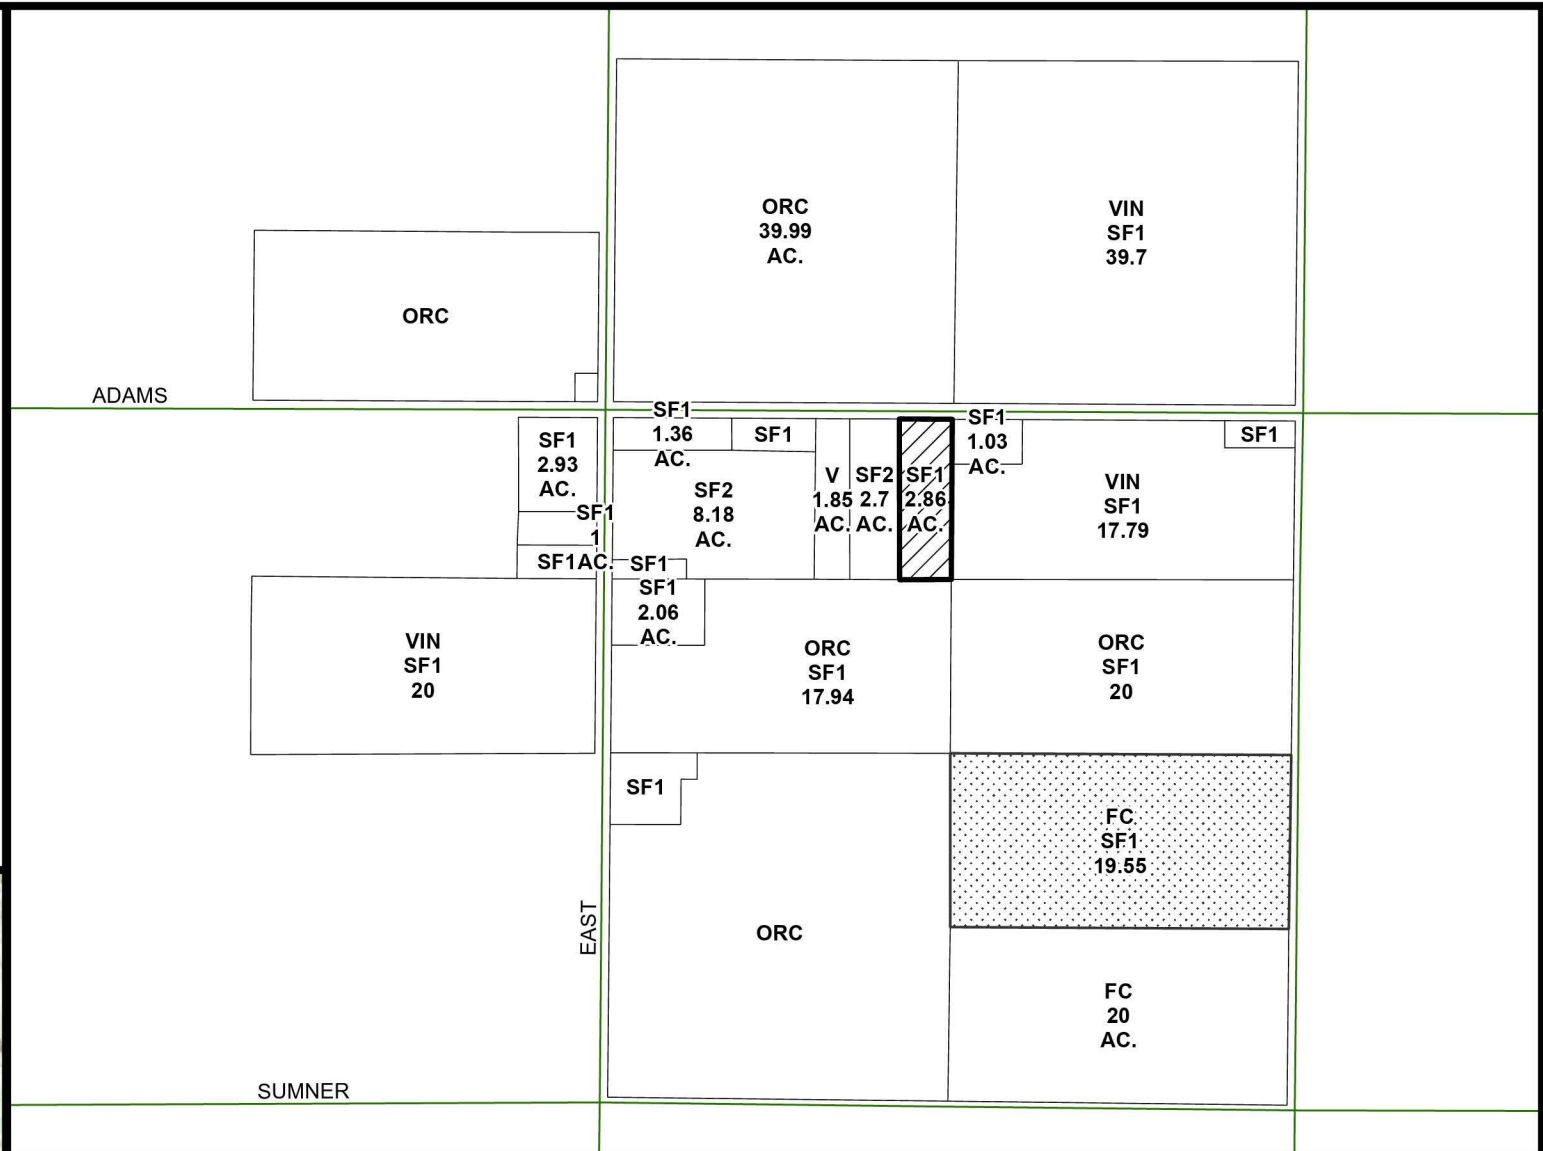 ORC
39.99
AC.
VIN
SF1
39.7
ORC
ADAMS
SF1
1.36
AC.
SF1
SF1
1.03
AC.
SF1
SF1
2.93
AC.
SF2
8.18
AC.
V
1.85
AC.
SF2
2.7
AC.
SF1
2.86
AC.
VIN
SF1
17.79
SF1
1
AC.
SF1
SF1
SF1
2.06
AC.
VIN
SF1
20
ORC
SF1
17.94
ORC
SF1
20
SF1
FC
SF1
19.55
EAST
ORC
FC
20
AC.
SUMNER